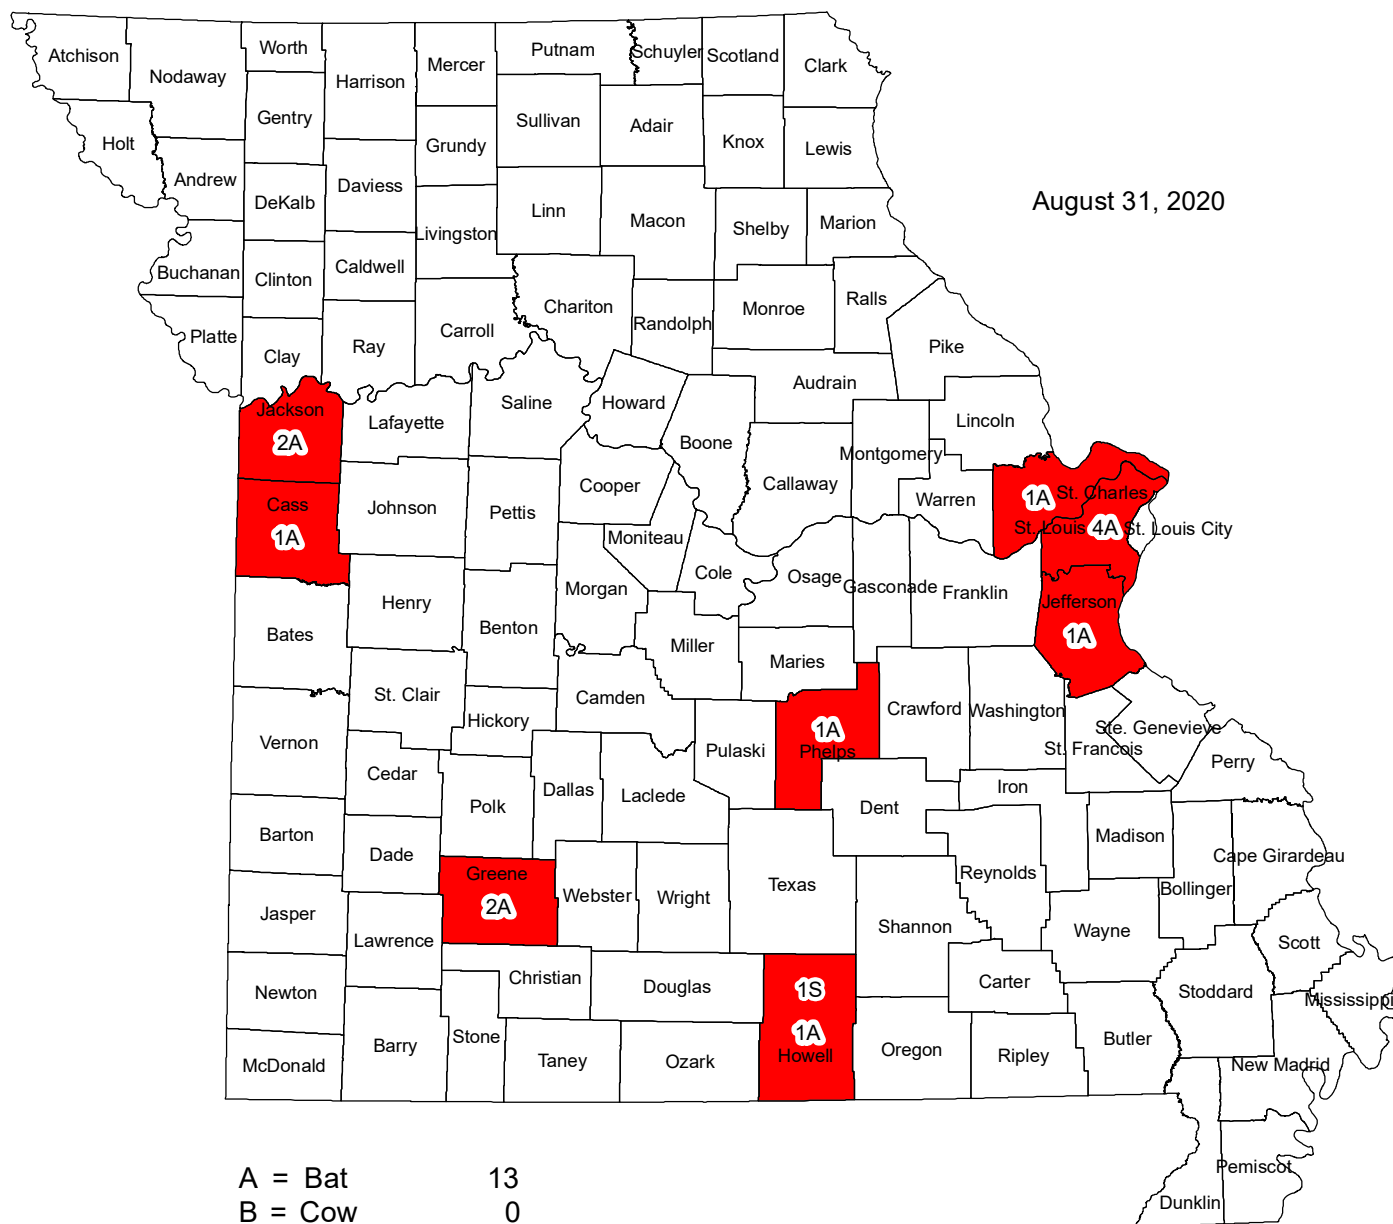 Atchison
Nodaway
Worth
Harrison
Mercer
Putnam
Schuyler
Scotland
Clark
Gentry
Sullivan
Adair
Knox
Lewis
Holt
Andrew
DeKalb
Daviess
Grundy
Linn
Macon
Shelby
Marion
August 31, 2020
Livingston
Buchanan
Clinton
Caldwell
Chariton
Randolph
Monroe
Ralls
Platte
Clay
Ray
Carroll
Pike
Audrain
Jackson
2A
Lafayette
Saline
Howard
Boone
Lincoln
Callaway
Montgomery
Warren
1A
St. Charles
Cass
1A
Johnson
Pettis
Cooper
Moniteau
St. Louis
4A
St. Louis City
Cole
Osage
Gasconade
Franklin
Jefferson
1A
Bates
Henry
Benton
Morgan
Miller
Maries
St. Clair
Hickory
Camden
Pulaski
1A
Phelps
Crawford
Washington
Ste. Genevieve
St. Francois
Perry
Vernon
Cedar
Polk
Dallas
Laclede
Dent
Iron
Madison
Barton
Dade
Greene
2A
Webster
Wright
Texas
Reynolds
Cape Girardeau
Bollinger
Jasper
Lawrence
Shannon
Wayne
Scott
Newton
Christian
Douglas
1S
1A
Howell
Carter
Stoddard
Mississippi
McDonald
Barry
Stone
Taney
Ozark
Oregon
Ripley
Butler
New Madrid
Pemiscot
Dunklin
A = Bat 13
B = Cow 0